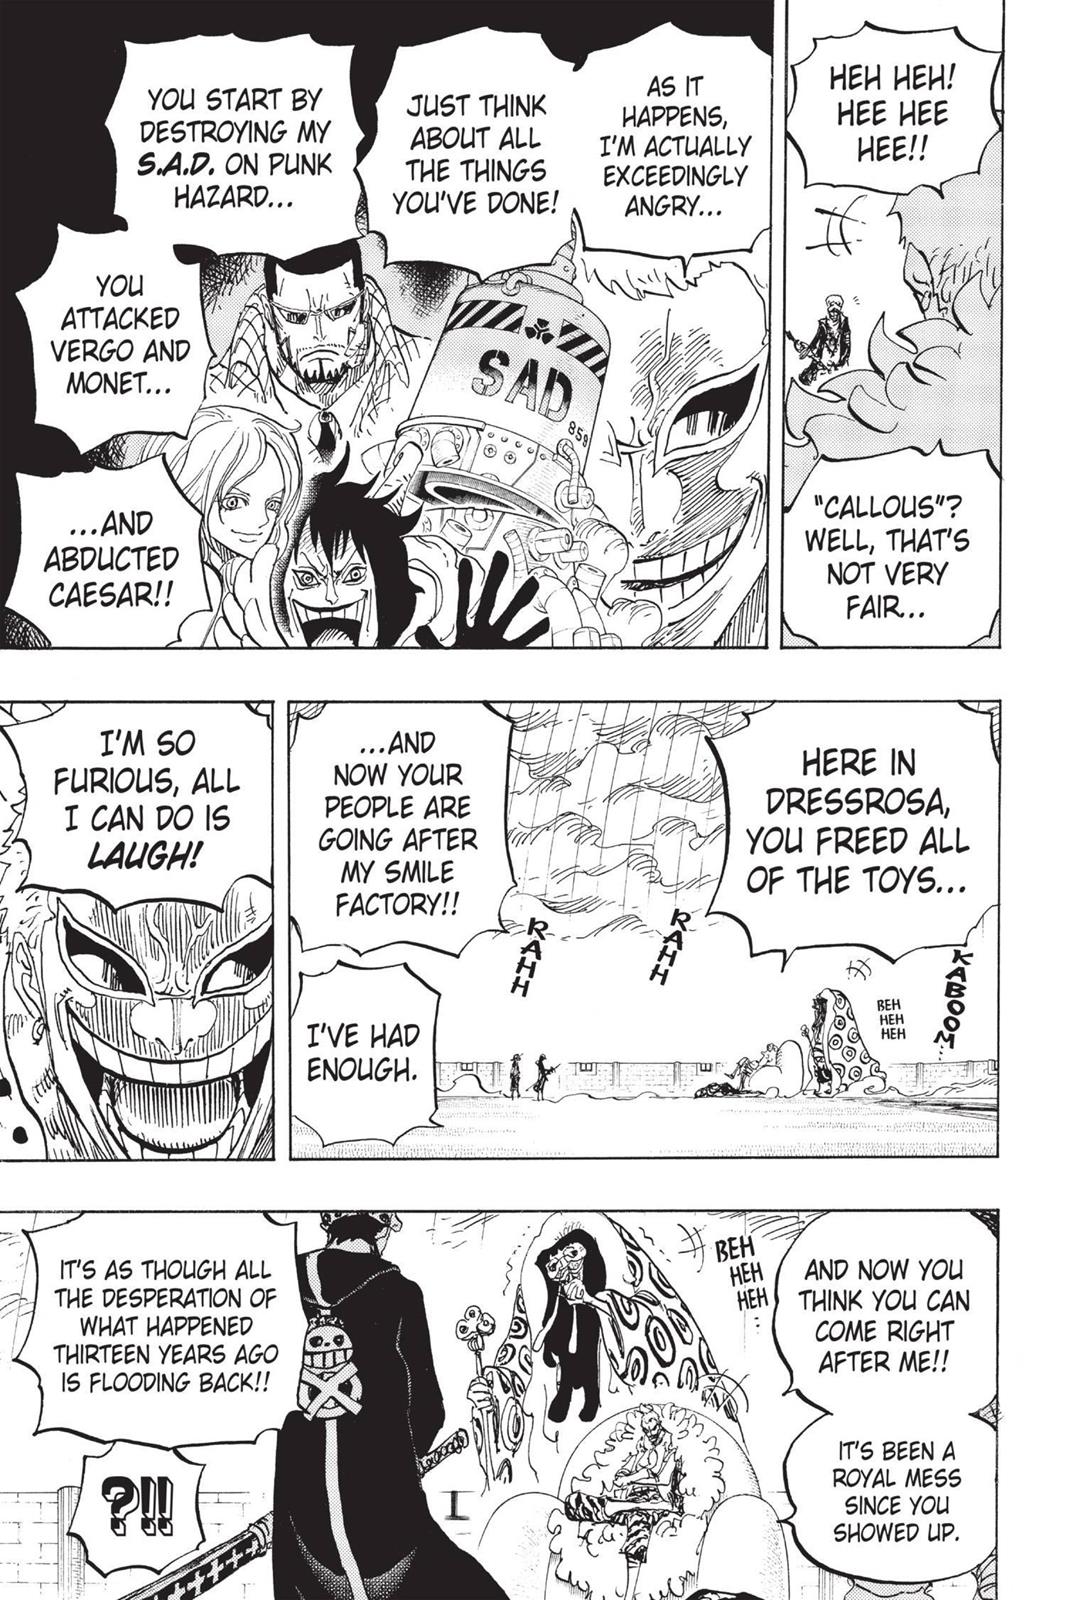 HEH HEH!
HEE HEE
HEE!!
"CALLOUS"?
WELL, THAT'S
NOT VERY
FAIR...
AS IT
HAPPENS,
I'M ACTUALLY
EXCEEDINGLY
ANGRY...
JUST THINK
ABOUT ALL
THE THINGS
YOU'VE DONE!
YOU START BY
DESTROYING MY
S.A.D. ON PUNK
HAZARD...
YOU
ATTACKED
VERGO AND
MONET...
...AND
ABDUCTED
CAESAR!!
SAD
859
HERE IN
DRESSROSA,
YOU FREED ALL
OF THE TOYS...
...AND
NOW YOUR
PEOPLE ARE
GOING AFTER
MY SMILE
FACTORY!!
KABOOM...
RAHH
RAHH
BEH
HEH
HEH
I'VE HAD
ENOUGH.
I'M SO
FURIOUS, ALL
I CAN DO IS
LAUGH!
AND NOW YOU
THINK YOU CAN
COME RIGHT
AFTER ME!!
IT'S BEEN A
ROYAL MESS
SINCE YOU
SHOWED UP.
BEH
HEH
HEH
...
IT'S AS THOUGH ALL
THE DESPERATION OF
WHAT HAPPENED
THIRTEEN YEARS AGO
IS FLOODING BACK!!
?!!